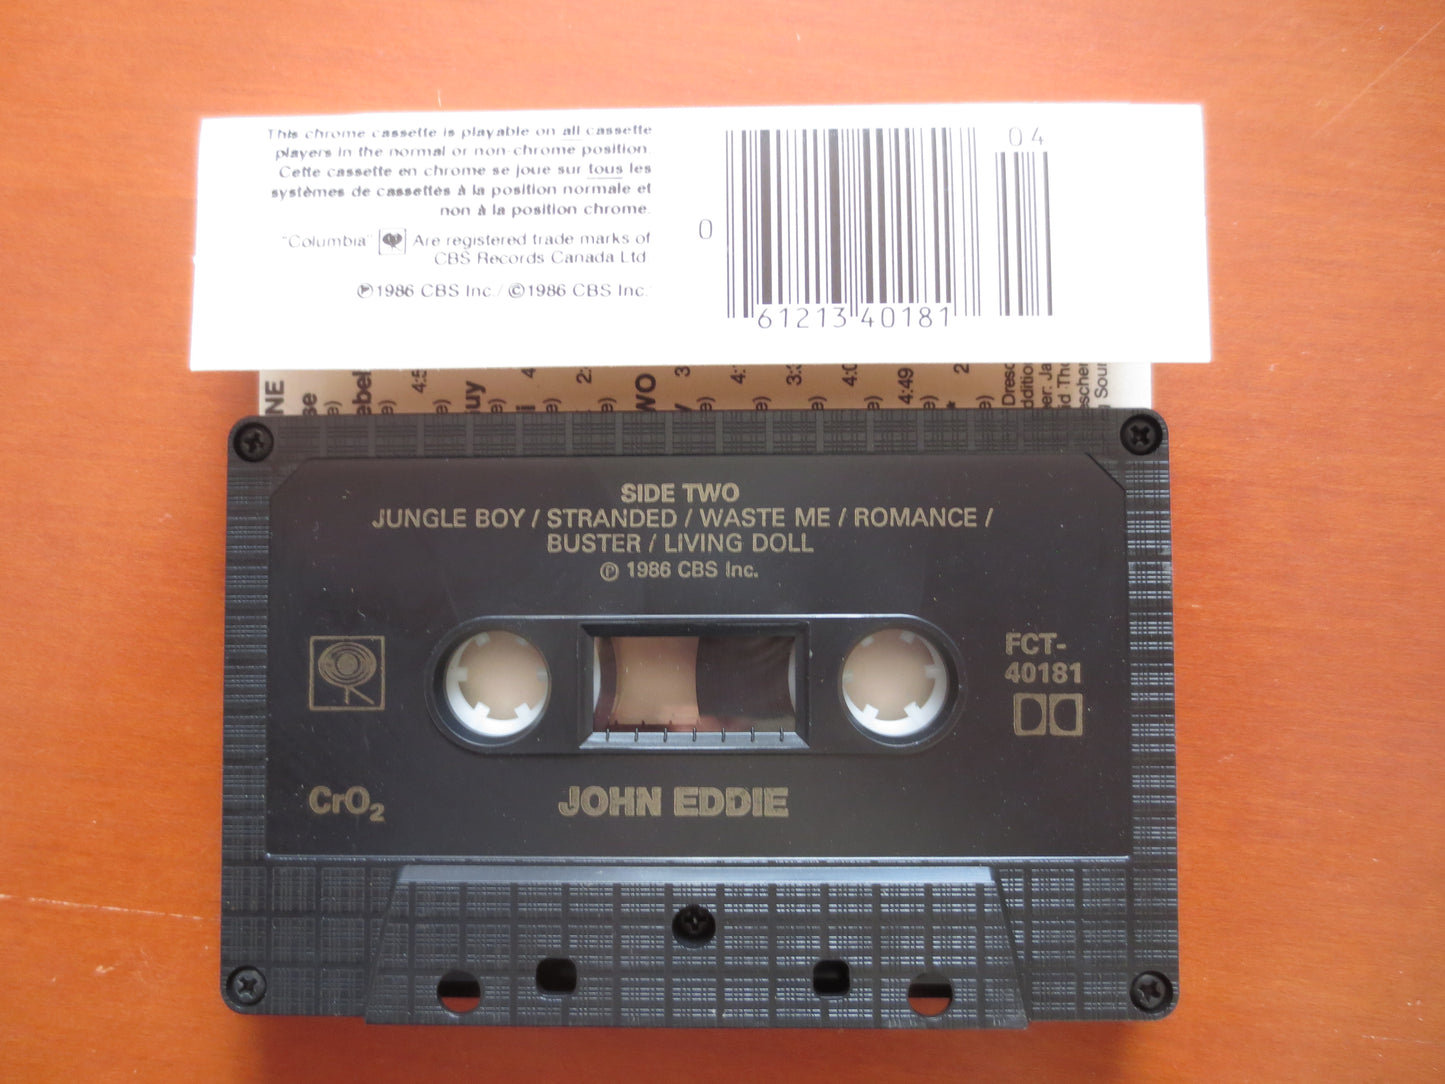 This chrome cassette is playable on all cassette
players in the normal or non-chrome position.
Cette cassette en chrome se joue sur tous les
systèmes de cassettes à la position normale et
non à la position chrome.
"Columbia" Are registered trade marks of
CBS Records Canada Ltd.
℗1986 CBS Inc./©1986 CBS Inc.
04
0
61213 40181
SIDE TWO
JUNGLE BOY / STRANDED / WASTE ME / ROMANCE /
BUSTER / LIVING DOLL
℗ 1986 CBS Inc.
FCT-
40181
CrO2
JOHN EDDIE